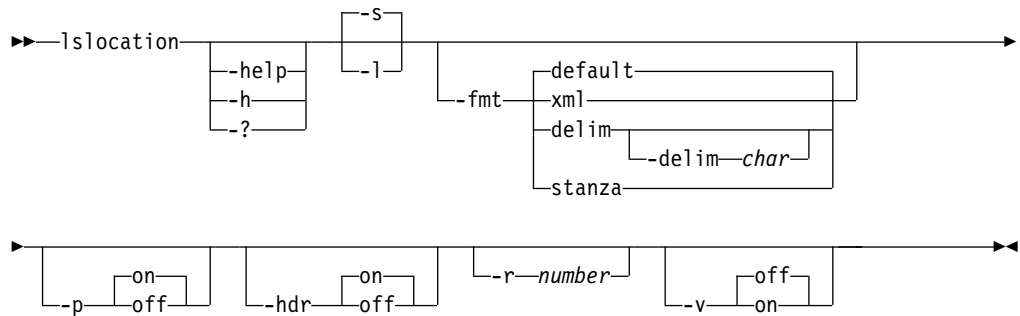 -s
lslocation
-help
-l
default
-h
-fmt
xml
-?
delim
-delim char
stanza
on
on
off
-p
off
-hdr
off
-r number
-v
on